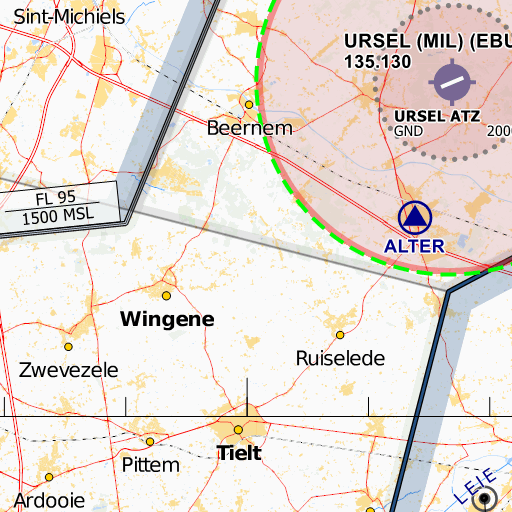 Sint-Michiels
URSEL (MIL) (EBU
135.130
URSEL ATZ
GND 200
Beernem
FL 95
1500 MSL
ALTER
Wingene
Ruiselede
Zwevezele
Tielt
Pittem
Ardooie
LEIE